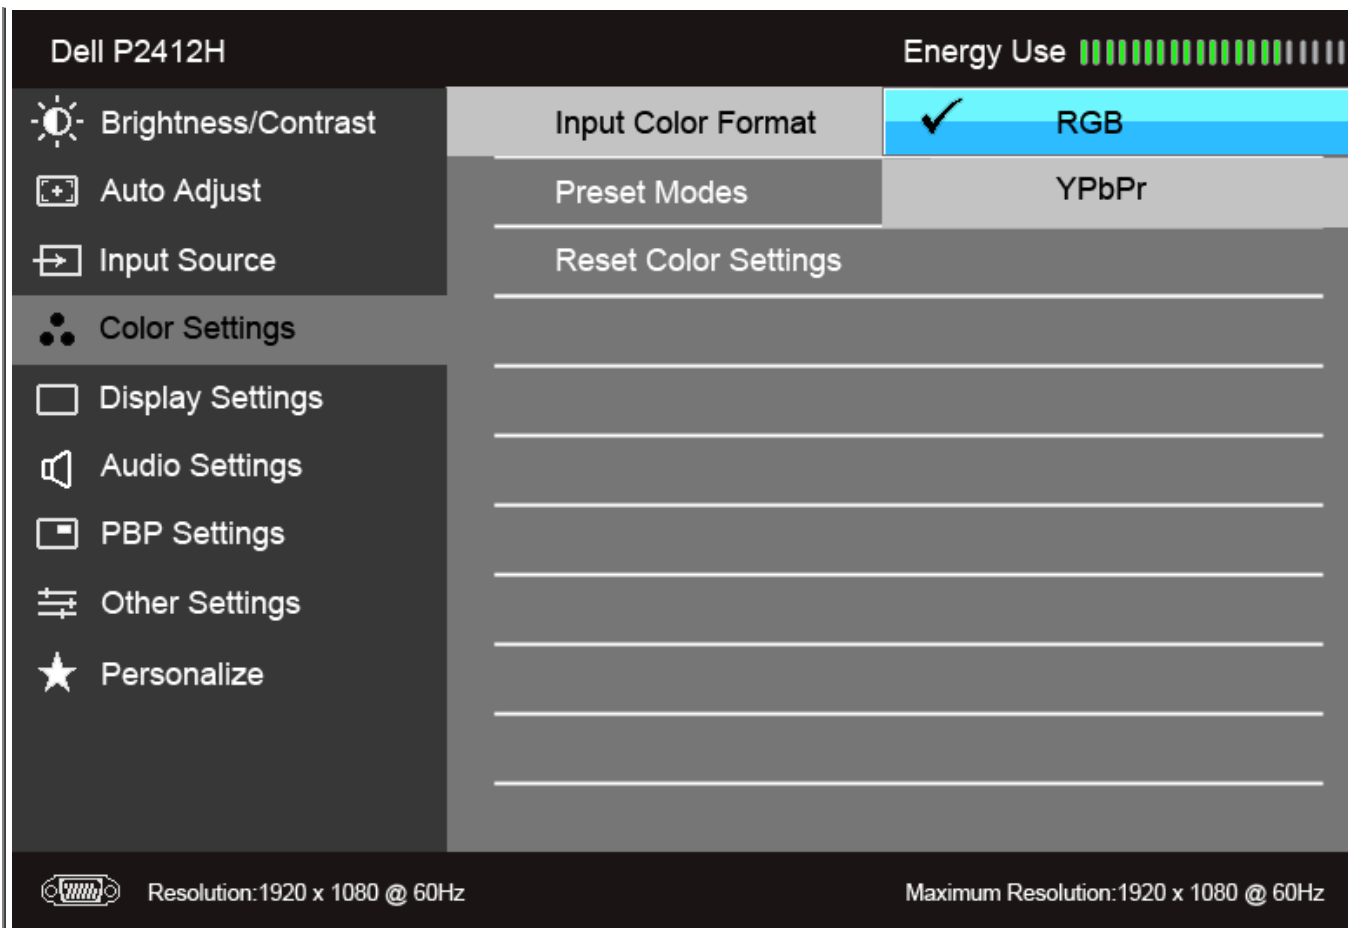 Dell P2412H
Energy Use
Brightness/Contrast
Input Color Format
RGB
Auto Adjust
Preset Modes
YPbPr
Input Source
Reset Color Settings
Color Settings
Display Settings
Audio Settings
PBP Settings
Other Settings
Personalize
Resolution:1920 x 1080 @ 60Hz
Maximum Resolution:1920 x 1080 @ 60Hz